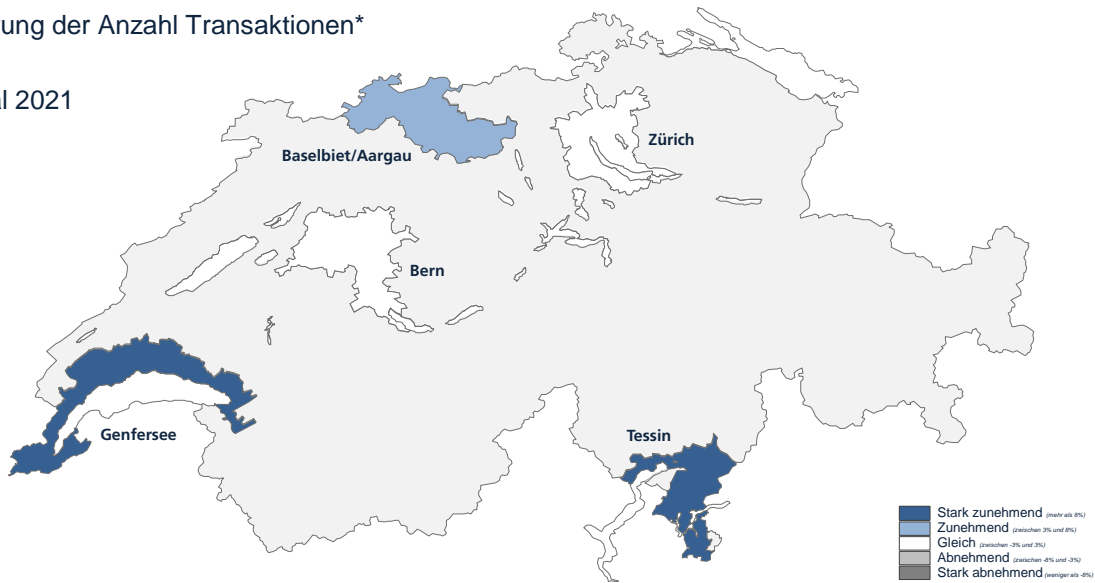 ung der Anzahl Transaktionen*
al 2021
Zürich
Baselbiet/Aargau
Bern
Genfersee
Tessin
Stark zunehmend (mehr als 8%)
Zunehmend (zwischen 3% und 8%)
Gleich (zwischen -3% und 3%)
Abnehmend (zwischen -8% und -3%)
Stark abnehmend (weniger als -8%)